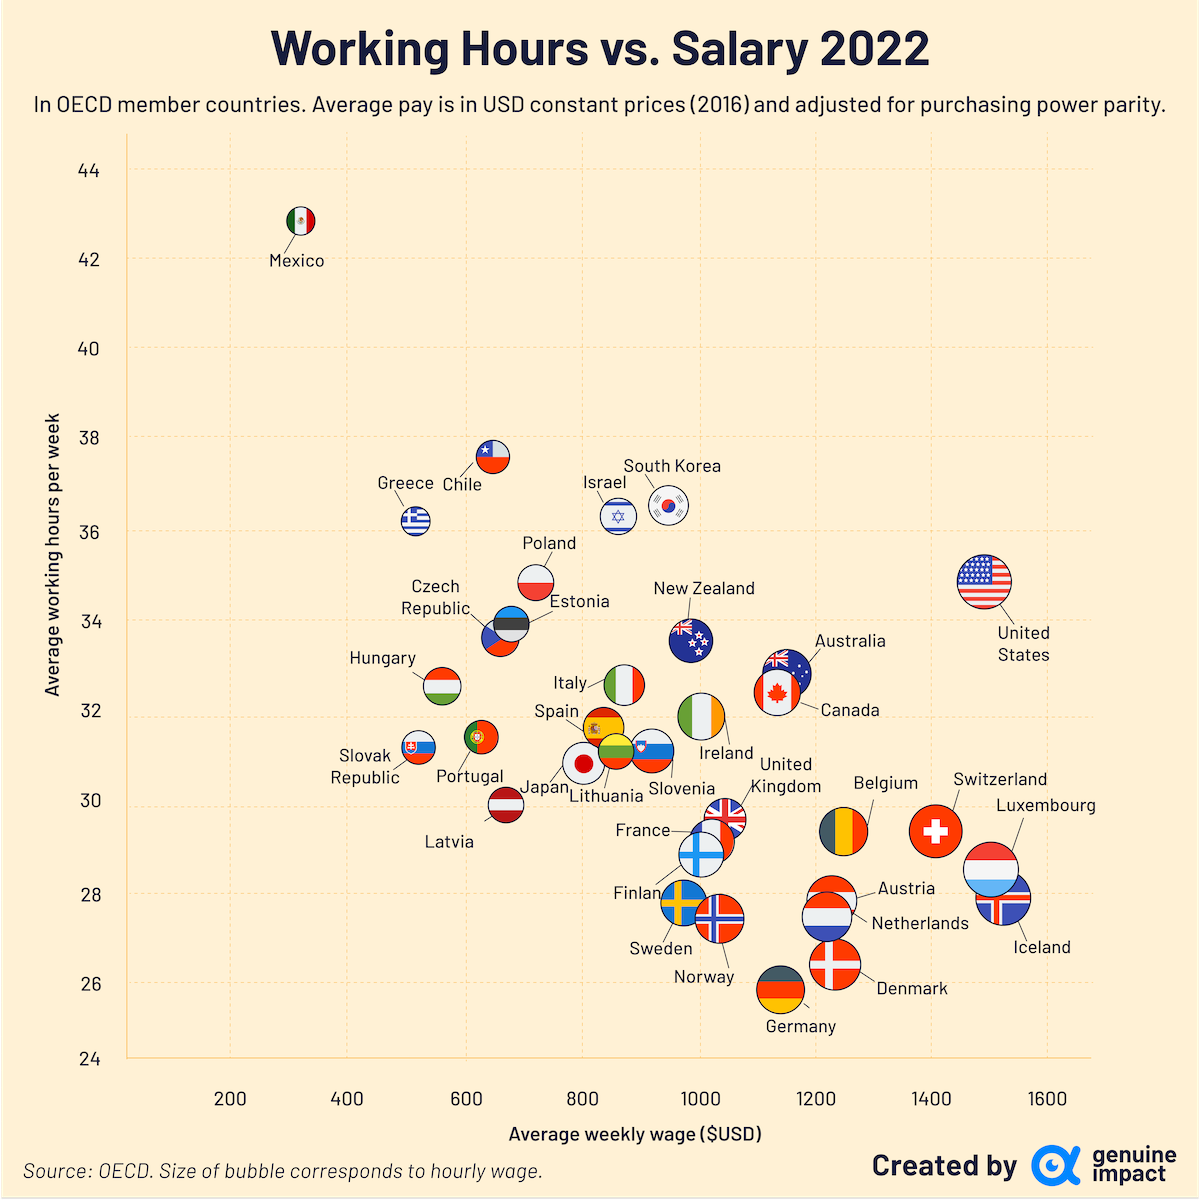 Working Hours vs. Salary 2022
In OECD member countries. Average pay is in USD constant prices (2016) and adjusted for purchasing power parity.
Average working hours per week
44
42
40
38
36
34
32
30
28
26
24
Mexico
Greece
Chile
Israel
South Korea
Poland
Czech
Republic
Estonia
New Zealand
United
States
Hungary
Italy
Australia
Spain
Canada
Slovak
Republic
Portugal
Japan
Lithuania
Slovenia
Ireland
United
Kingdom
Belgium
Switzerland
Luxembourg
Latvia
France
Finlan
Austria
Netherlands
Sweden
Norway
Iceland
Denmark
Germany
200
400
600
800
1000
1200
1400
1600
Average weekly wage ($USD)
Source: OECD. Size of bubble corresponds to hourly wage.
Created by
genuine
impact